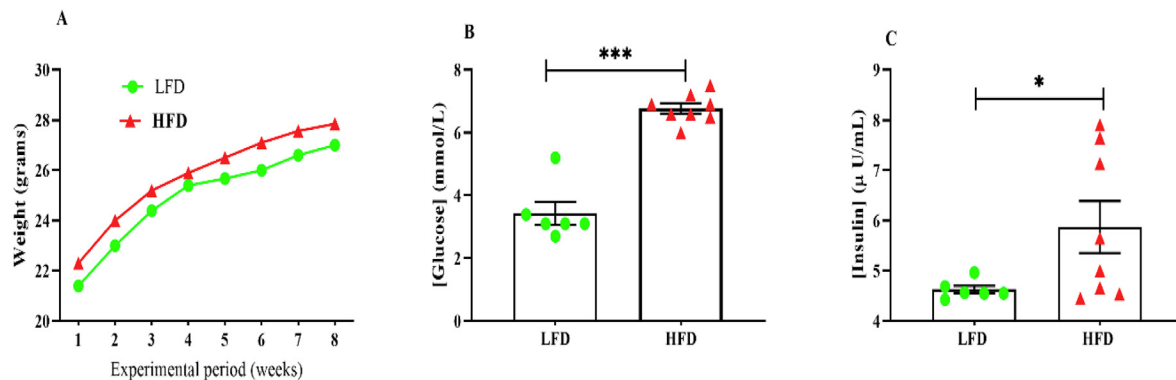 A
Weight (grams)
30
28
26
24
22
20
LFD
HFD
1 2 3 4 5 6 7 8
Experimental period (weeks)
B
***
[Glucose] (mmol/L)
8
6
4
2
0
LFD HFD
C
*
[Insulin] (μ U/mL)
9
8
7
6
5
4
LFD HFD